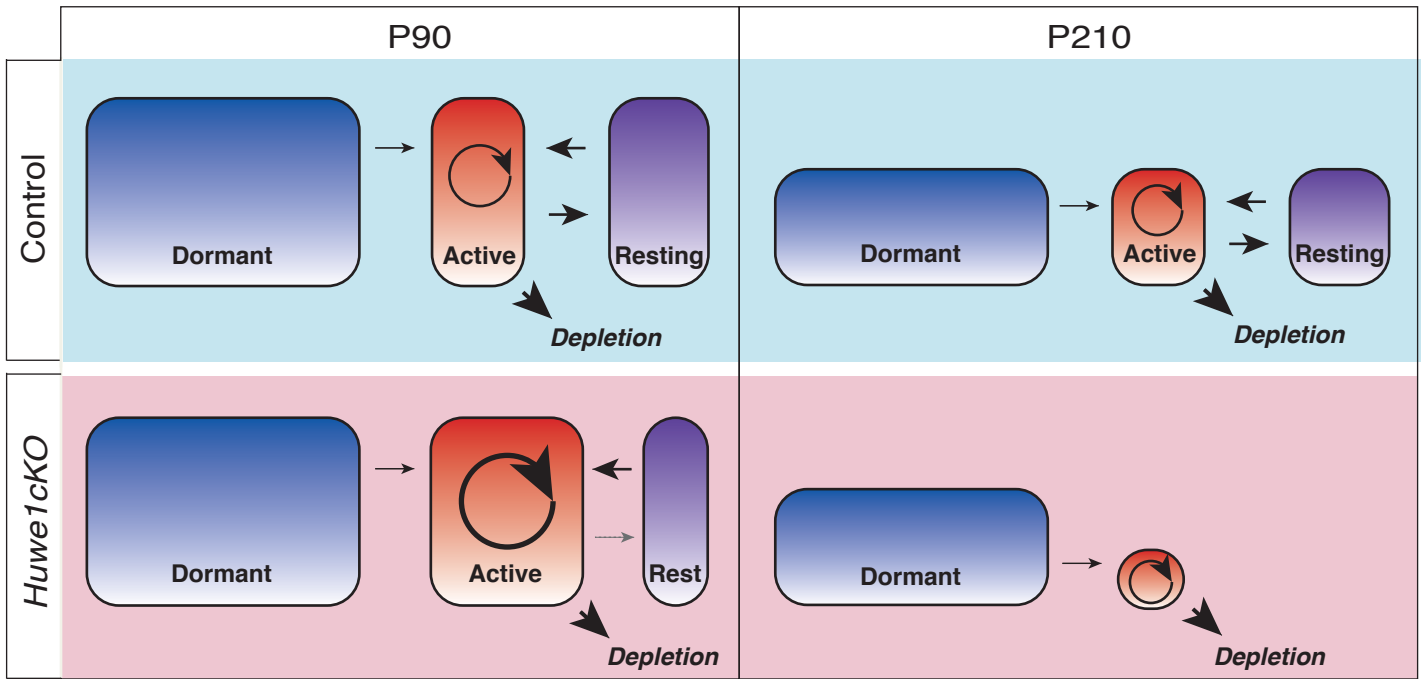 P90
P210
Control
Dormant
Active
Resting
Depletion
Dormant
Active
Resting
Depletion
Huwe1cKO
Dormant
Active
Rest
Depletion
Dormant
Depletion